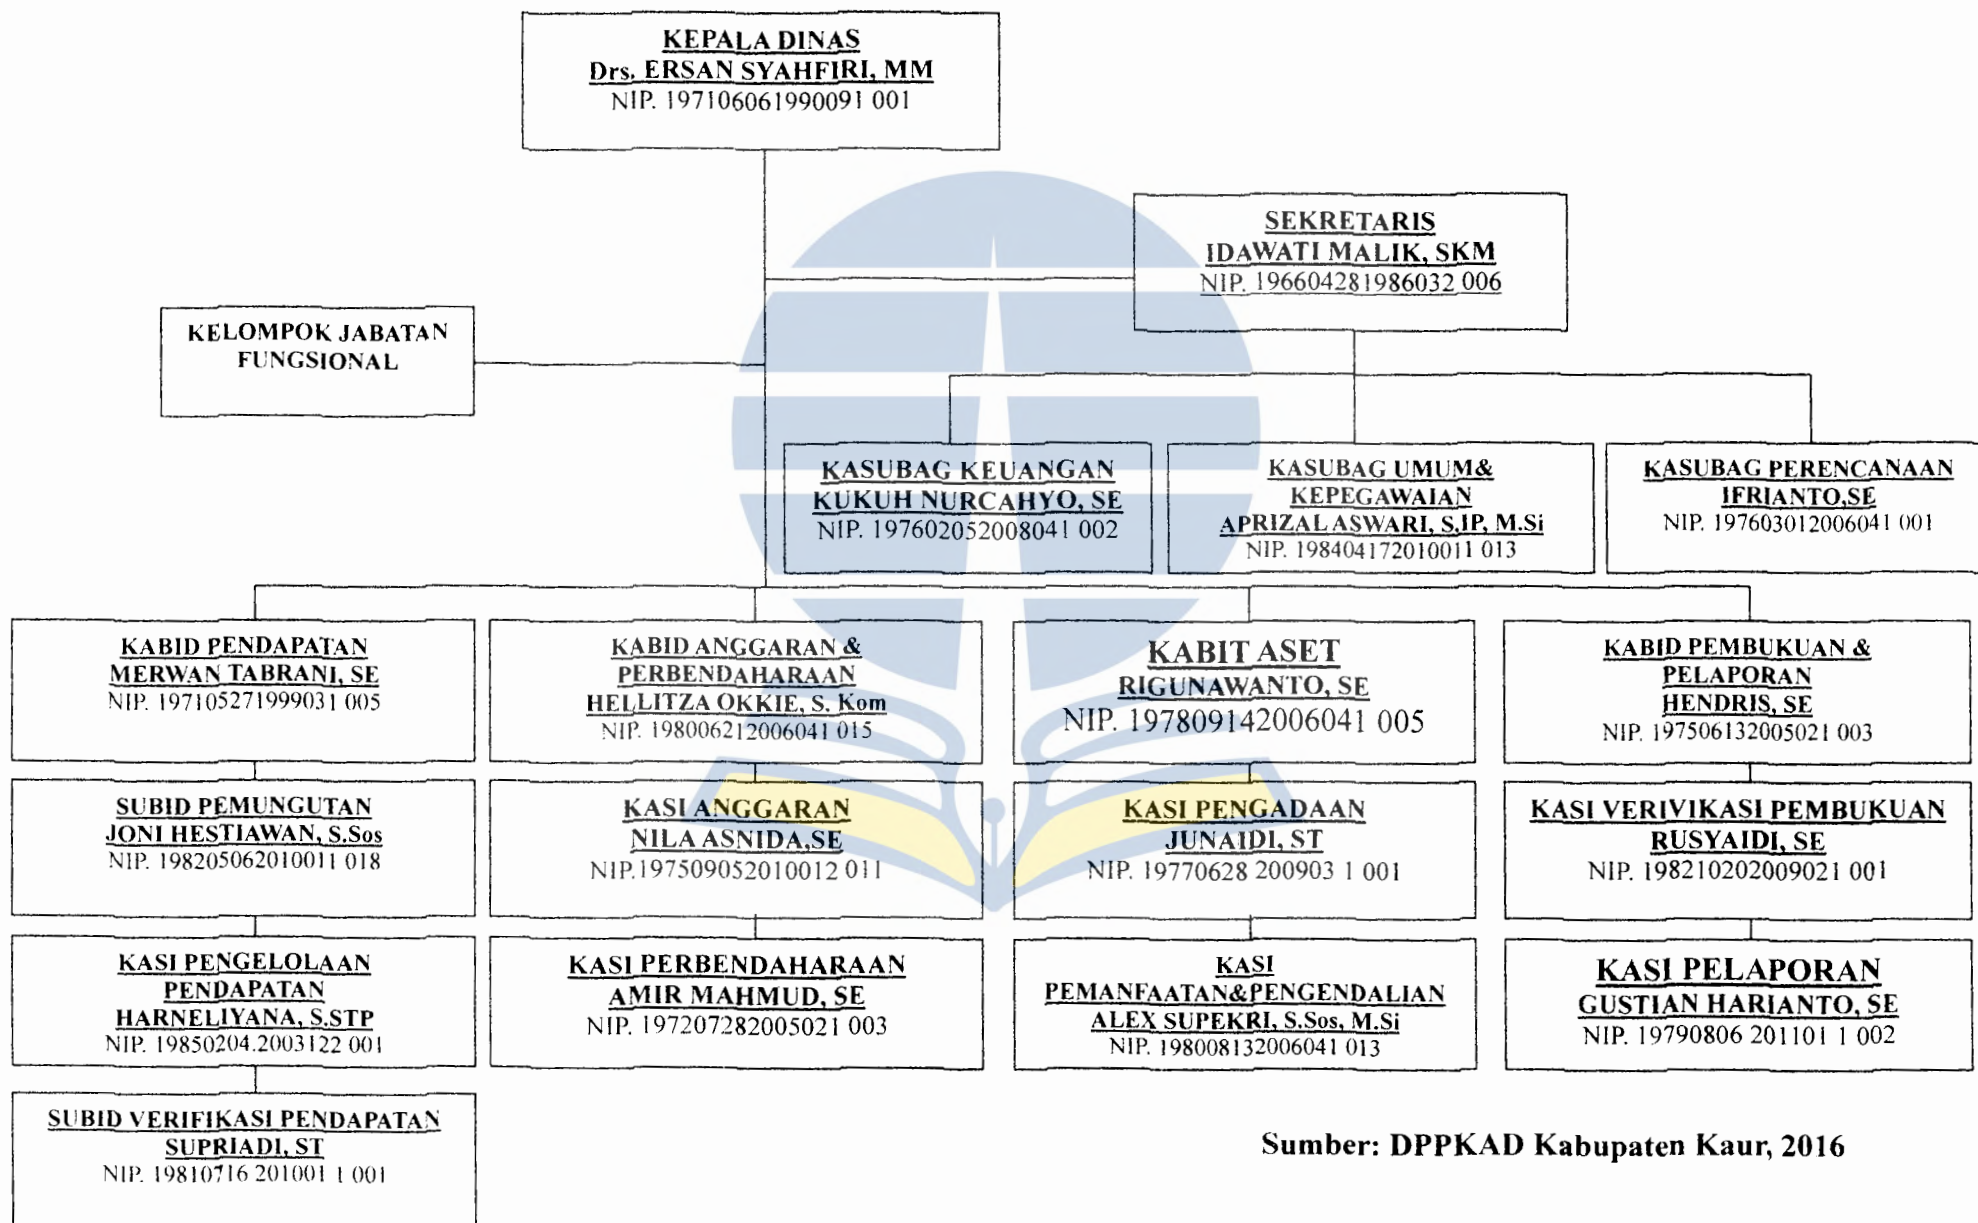 KEPALA DINAS
Drs. ERSAN SYAHFIRI, MM
NIP. 197106061990091 001
SEKRETARIS
IDAWATI MALIK, SKM
NIP. 196604281986032 006
KELOMPOK JABATAN
FUNGSIONAL
KASUBAG KEUANGAN
KUKUH NURCAHYO, SE
NIP. 197602052008041 002
KASUBAG UMUM&
KEPEGAWAIAN
APRIZAL ASWARI, S.IP, M.Si
NIP. 198404172010011 013
KASUBAG PERENCANAAN
IFRIANTO,SE
NIP. 197603012006041 001
KABID PENDAPATAN
MERWAN TABRANI, SE
NIP. 197105271999031 005
KABID ANGGARAN &
PERBENDAHARAAN
HELLITZA OKKIE, S. Kom
NIP. 198006212006041 015
KABIT ASET
RIGUNAWANTO, SE
NIP. 197809142006041 005
KABID PEMBUKUAN &
PELAPORAN
HENDRIS, SE
NIP. 197506132005021 003
SUBID PEMUNGUTAN
JONI HESTIAWAN, S.Sos
NIP. 198205062010011 018
KASI ANGGARAN
NILA ASNIDA,SE
NIP.197509052010012 011
KASI PENGADAAN
JUNAIDI, ST
NIP. 19770628 200903 1 001
KASI VERIVIKASI PEMBUKUAN
RUSYAIDI, SE
NIP. 198210202009021 001
KASI PENGELOLAAN
PENDAPATAN
HARNELIYANA, S.STP
NIP. 19850204.2003122 001
KASI PERBENDAHARAAN
AMIR MAHMUD, SE
NIP. 197207282005021 003
KASI
PEMANFAATAN&PENGENDALIAN
ALEX SUPEKRI, S.Sos, M.Si
NIP. 198008132006041 013
KASI PELAPORAN
GUSTIAN HARIANTO, SE
NIP. 19790806 201101 1 002
SUBID VERIFIKASI PENDAPATAN
SUPRIADI, ST
NIP. 19810716 201001 1 001
Sumber: DPPKAD Kabupaten Kaur, 2016